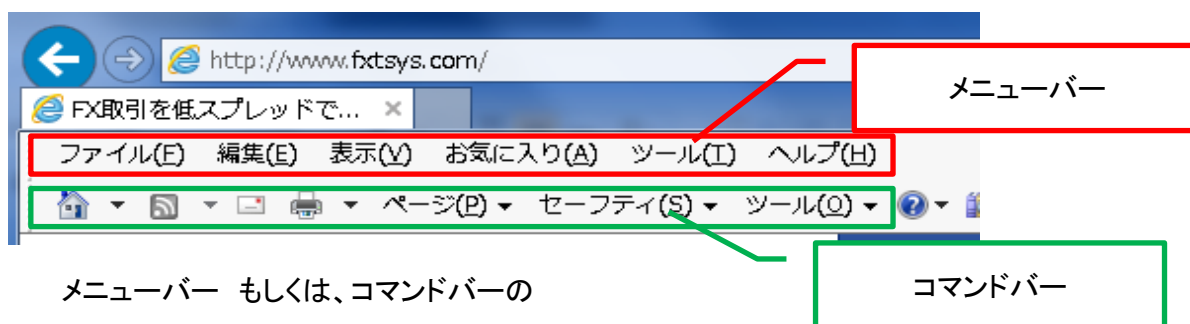 http://www.fxtsys.com/
メニューバー
FX取引を低スプレッドで...
ファイル(F) 編集(E) 表示(V) お気に入り(A) ツール(T) ヘルプ(H)
ページ(P) セーフティ(S) ツール(O)
メニューバー もしくは、コマンドバーの
コマンドバー